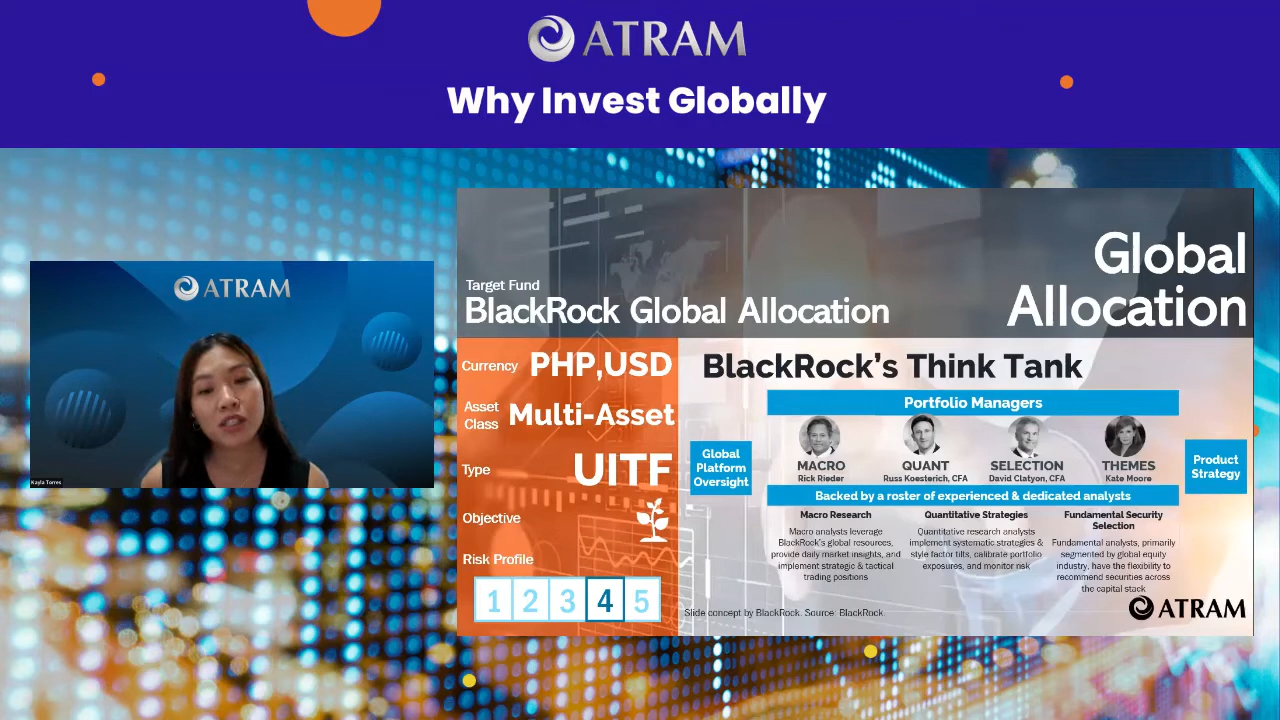 ATRAM
Why Invest Globally
ATRAM
Kayla Torres
Global
Allocation
Target Fund
BlackRock Global Allocation
Currency PHP,USD
Asset
Class Multi-Asset
Type UITF
Objective
Risk Profile
1 2 3 4 5
BlackRock's Think Tank
Portfolio Managers
Global
Platform
Oversight
MACRO
Rick Rieder
QUANT
Russ Koesterich, CFA
SELECTION
David Clatyon, CFA
THEMES
Kate Moore
Product
Strategy
Backed by a roster of experienced & dedicated analysts
Macro Research
Macro analysts leverage
BlackRock's global resources,
provide daily market insights, and
implement strategic & tactical
trading positions
Quantitative Strategies
Quantitative research analysts
implement systematic strategies &
style factor tilts, calibrate portfolio
exposures, and monitor risk
Fundamental Security
Selection
Fundamental analysts, primarily
segmented by global equity
industry, have the flexibility to
recommend securities across
the capital stack
Slide concept by BlackRock. Source: BlackRock.
ATRAM